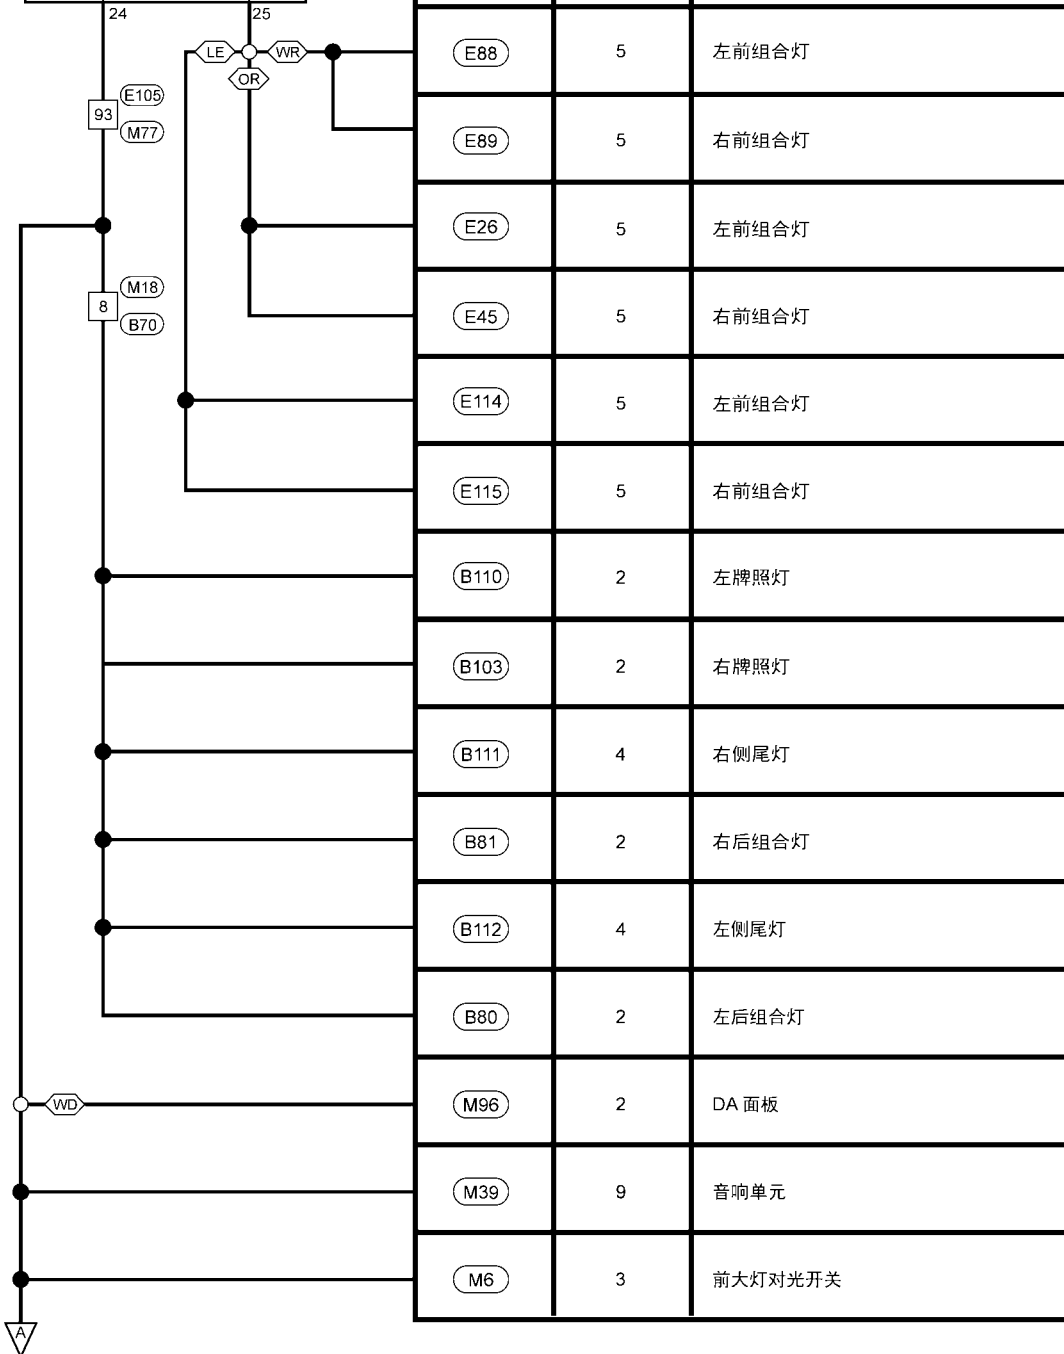 24
25
LE
WR
OR
E88 5 左前组合灯
E105
93
M77
E89 5 右前组合灯
E26 5 左前组合灯
M18
8
B70
E45 5 右前组合灯
E114 5 左前组合灯
E115 5 右前组合灯
B110 2 左牌照灯
B103 2 右牌照灯
B111 4 右侧尾灯
B81 2 右后组合灯
B112 4 左侧尾灯
B80 2 左后组合灯
WD
M96 2 DA 面板
M39 9 音响单元
M6 3 前大灯对光开关
A